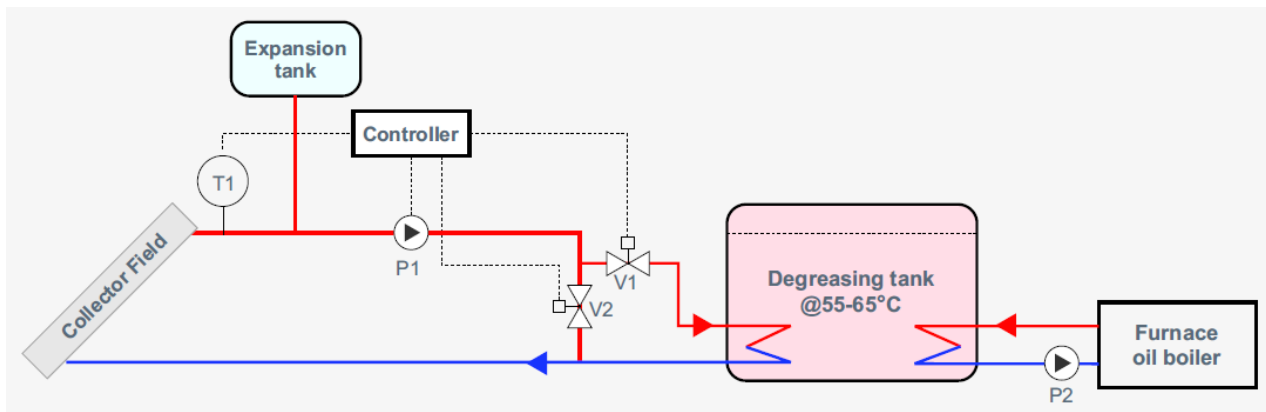 Expansion
tank
Controller
T1
Collector Field
P1
V1
V2
Degreasing tank
@55-65°C
Furnace
oil boiler
P2